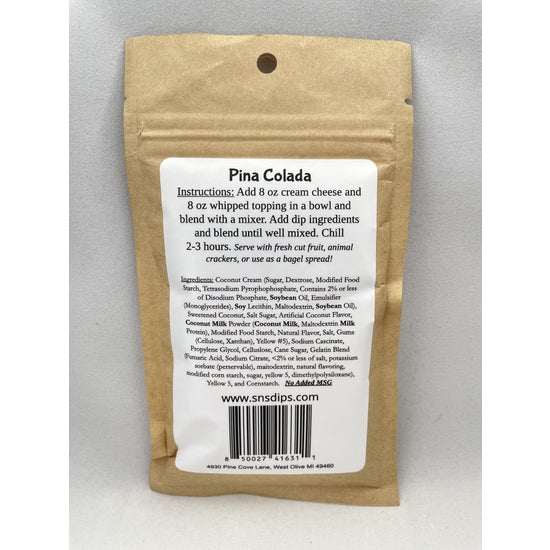 Pina Colada
Instructions: Add 8 oz cream cheese and
8 oz whipped topping in a bowl and
blend with a mixer. Add dip ingredients
and blend until well mixed. Chill
2-3 hours. Serve with fresh cut fruit, animal
crackers, or use as a bagel spread!
Ingredients: Coconut Cream (Sugar, Dextrose, Modified Food
Starch, Tetrasodium Pyrophophosphate, Contains 2% or less
of Disodium Phosphate, Soybean Oil, Emulsifier
(Monoglycerides), Soy Lecithin, Maltodextrin, Soybean Oil),
Sweetened Coconut, Salt Sugar, Artificial Coconut Flavor,
Coconut Milk Powder (Coconut Milk, Maltodextrin Milk
Protein), Modified Food Starch, Natural Flavor, Salt, Gums
(Cellulose, Xanthan), Yellow #5), Sodium Cascinate,
Propylene Glycol, Celluslose, Cane Sugar, Gelatin Blend
(Fumaric Acid, Sodium Citrate, <2% or less of salt, potassium
sorbate (perservable), maltodextrin, natural flavoring,
modified corn starch, sugar, yellow 5, dimethylpolysiloxane),
Yellow 5, and Cornstarch. No Added MSG
www.snsdips.com
8 50027 41631 1
4930 Pine Cove Lane, West Olive MI 49460